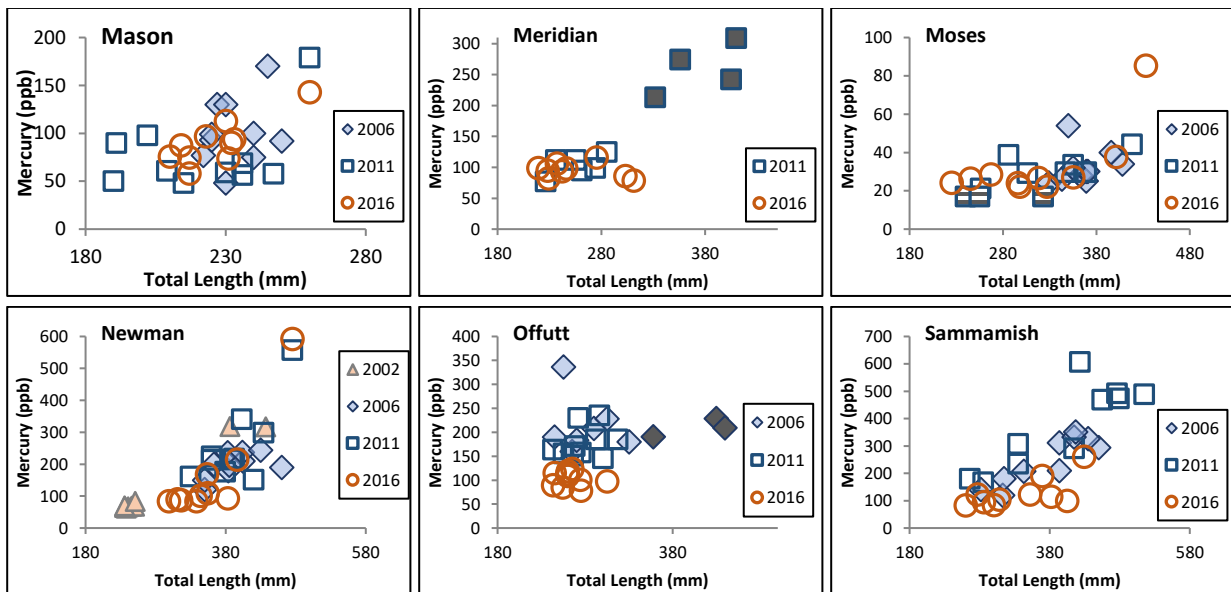 Mason
Mercury (ppb)
200
150
100
50
0
180 230 280
Total Length (mm)
2006
2011
2016
Meridian
Mercury (ppb)
300
250
200
150
100
50
0
180 280 380
Total Length (mm)
2011
2016
Moses
Mercury (ppb)
100
80
60
40
20
0
180 280 380 480
Total Length (mm)
2006
2011
2016
Newman
Mercury (ppb)
600
500
400
300
200
100
0
180 380
Total Length (mm)
2002
2006
2011
2016
Offutt
Mercury (ppb)
400
350
300
250
200
150
100
50
0
180 380
Total Length (mm)
2006
2011
2016
Sammamish
Mercury (ppb)
700
600
500
400
300
200
100
0
180 380 580
Total Length (mm)
2006
2011
2016